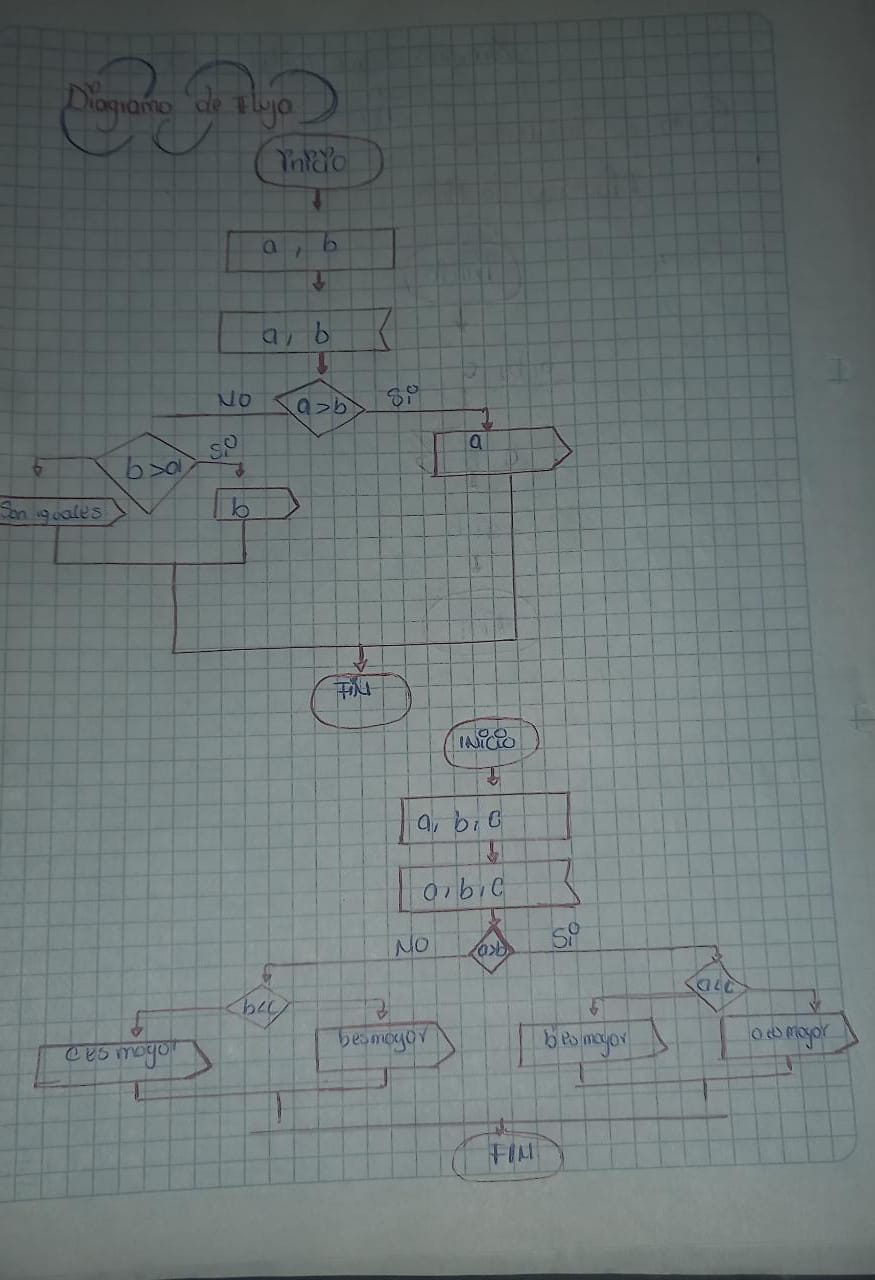 Diagrama de Flujo
Inicio
a, b
a, b
NO a>b Si
a
b>a Si
Son iguales b
FIN
INICIO
a, b, c
a, b, c
NO Si
c es mayor b es mayor b es mayor a es mayor
FIN